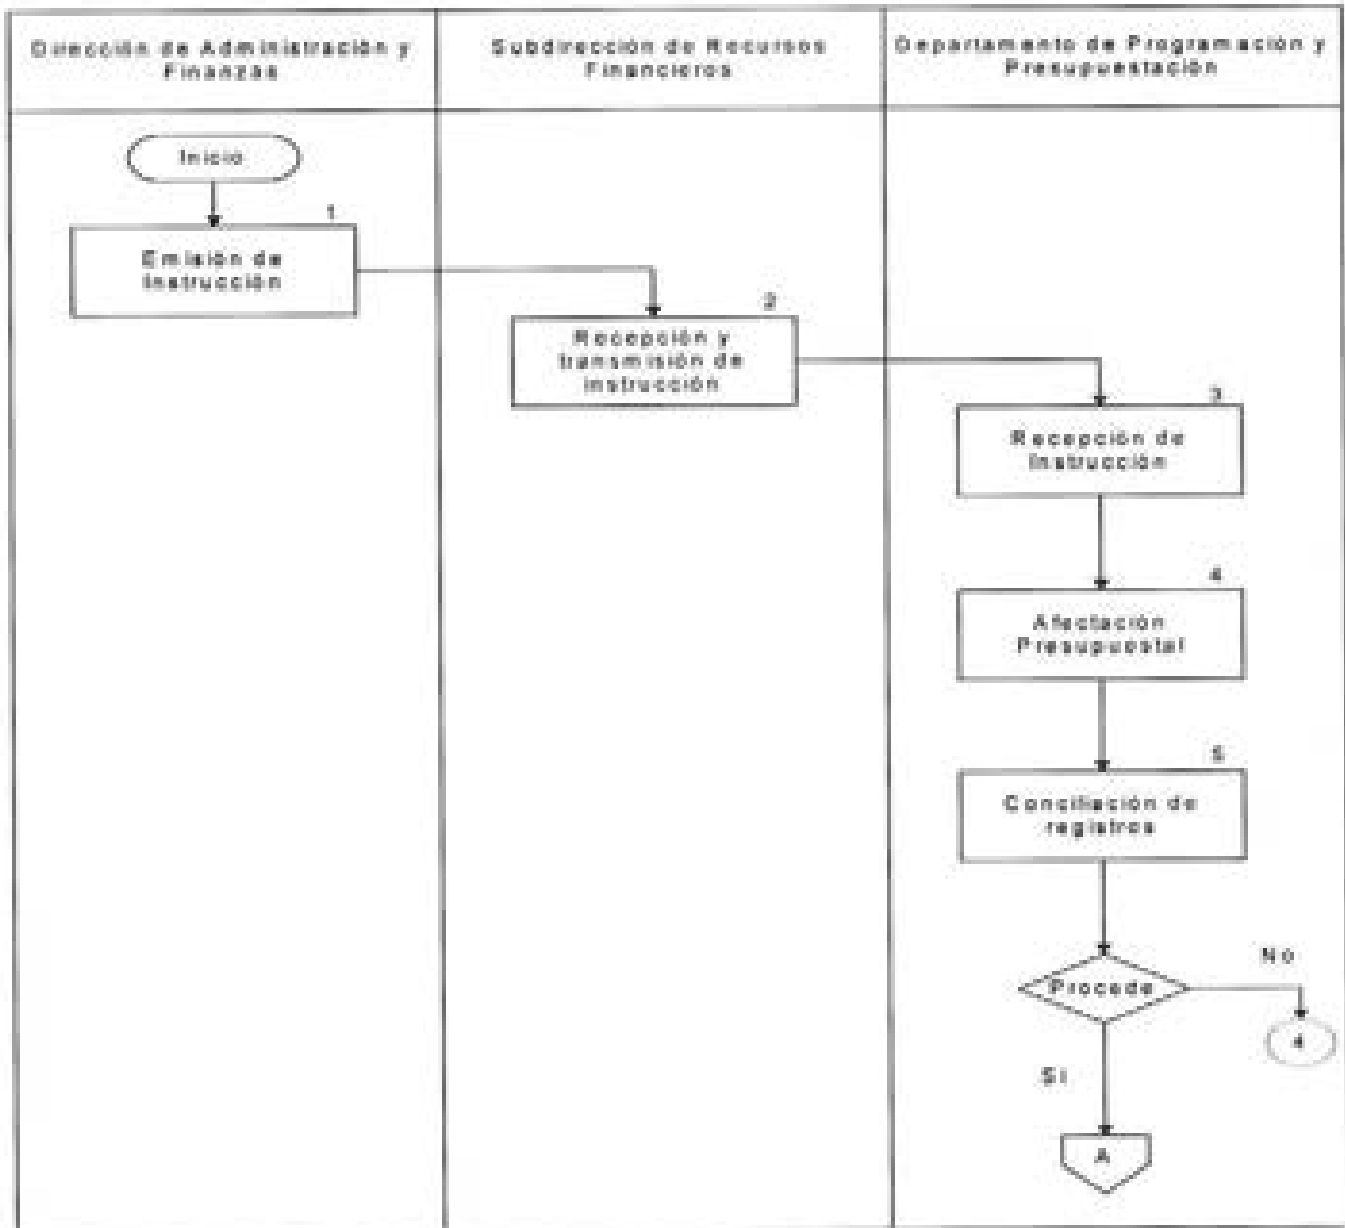 Dirección de Administración y
Finanzas
Subdirección de Recursos
Financieros
Departamento de Programación y
Presupuestación
Inicio
1
Emisión de
Instrucción
2
Recepción y
transmisión de
instrucción
3
Recepción de
Instrucción
4
Afectación
Presupuestal
5
Conciliación de
registros
Procede
No
4
Si
A